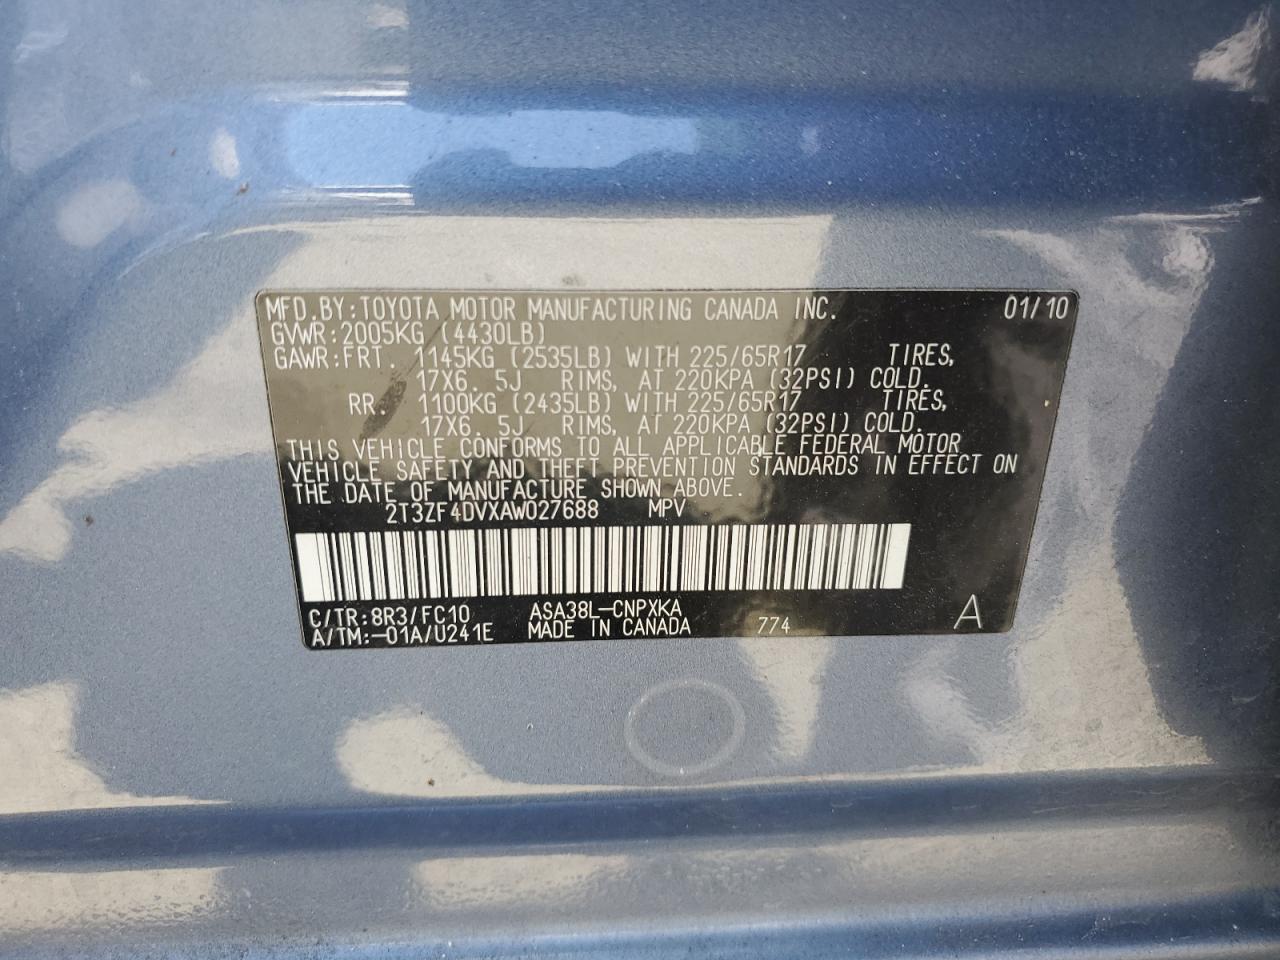 MFD.BY:TOYOTA MOTOR MANUFACTURING CANADA INC. 01/10
GVWR:2005KG (4430LB)
GAWR:FRT. 1145KG (2535LB) WITH 225/65R17 TIRES,
17X6. 5J RIMS, AT 220KPA (32PSI) COLD.
RR. 1100KG (2435LB) WITH 225/65R17 TIRES,
17X6. 5J RIMS, AT 220KPA (32PSI) COLD.
THIS VEHICLE CONFORMS TO ALL APPLICABLE FEDERAL MOTOR
VEHICLE SAFETY AND THEFT PREVENTION STANDARDS IN EFFECT ON
THE DATE OF MANUFACTURE SHOWN ABOVE.
2T3ZF4DVXAW027688 MPV
C/TR:8R3/FC10 ASA38L-CNPXKA
A/TM:-01A/U241E MADE IN CANADA 774 A